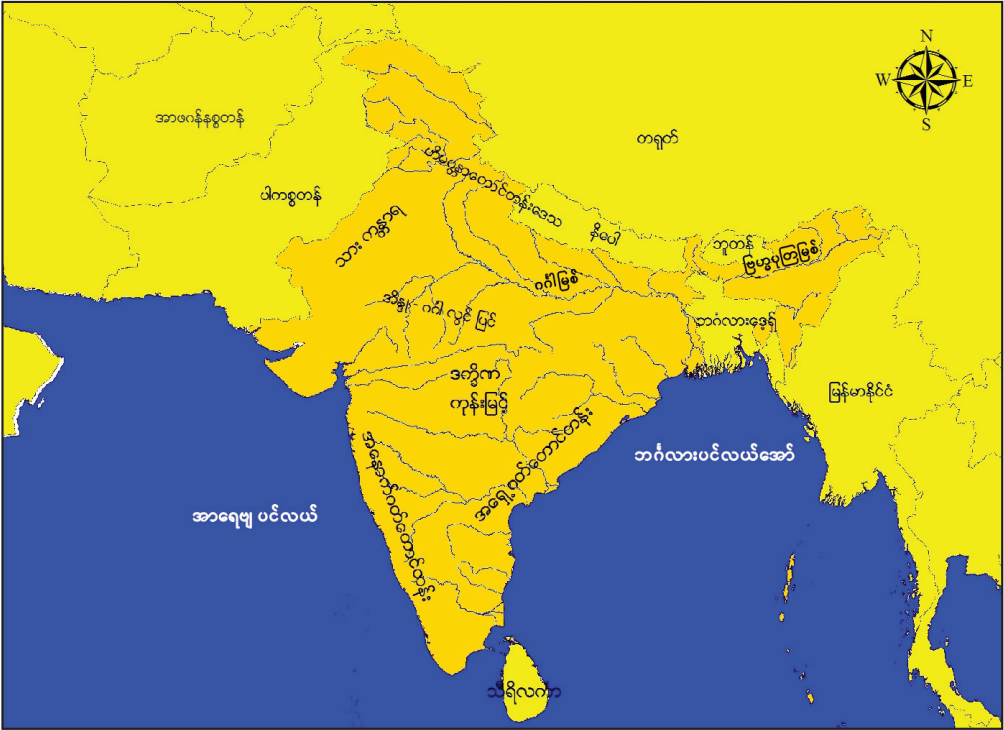 N
W E
S
အာဖဂန်နစ္စတန်
တရုတ်
ပါကစ္စတန်
ဟိမဝန္တာတောင်တန်းဒေသ
နီပေါ
ဘူတန်
ဗြဟ္မပုတြမြစ်
သား ကန္တာရ
ဂင်္ဂါမြစ်
အိန္ဒု - ဂင်္ဂါ လွင် ပြင်
ဘင်္ဂလားဒေ့ရှ်
ဒက္ခိဏ
ကုန်းမြင့်
မြန်မာနိုင်ငံ
အနောက်ဂတ်တောင်တန်း
အရှေ့ဂတ်တောင်တန်း
ဘင်္ဂလားပင်လယ်အော်
အာရေဗျ ပင်လယ်
သီရိလင်္ကာ